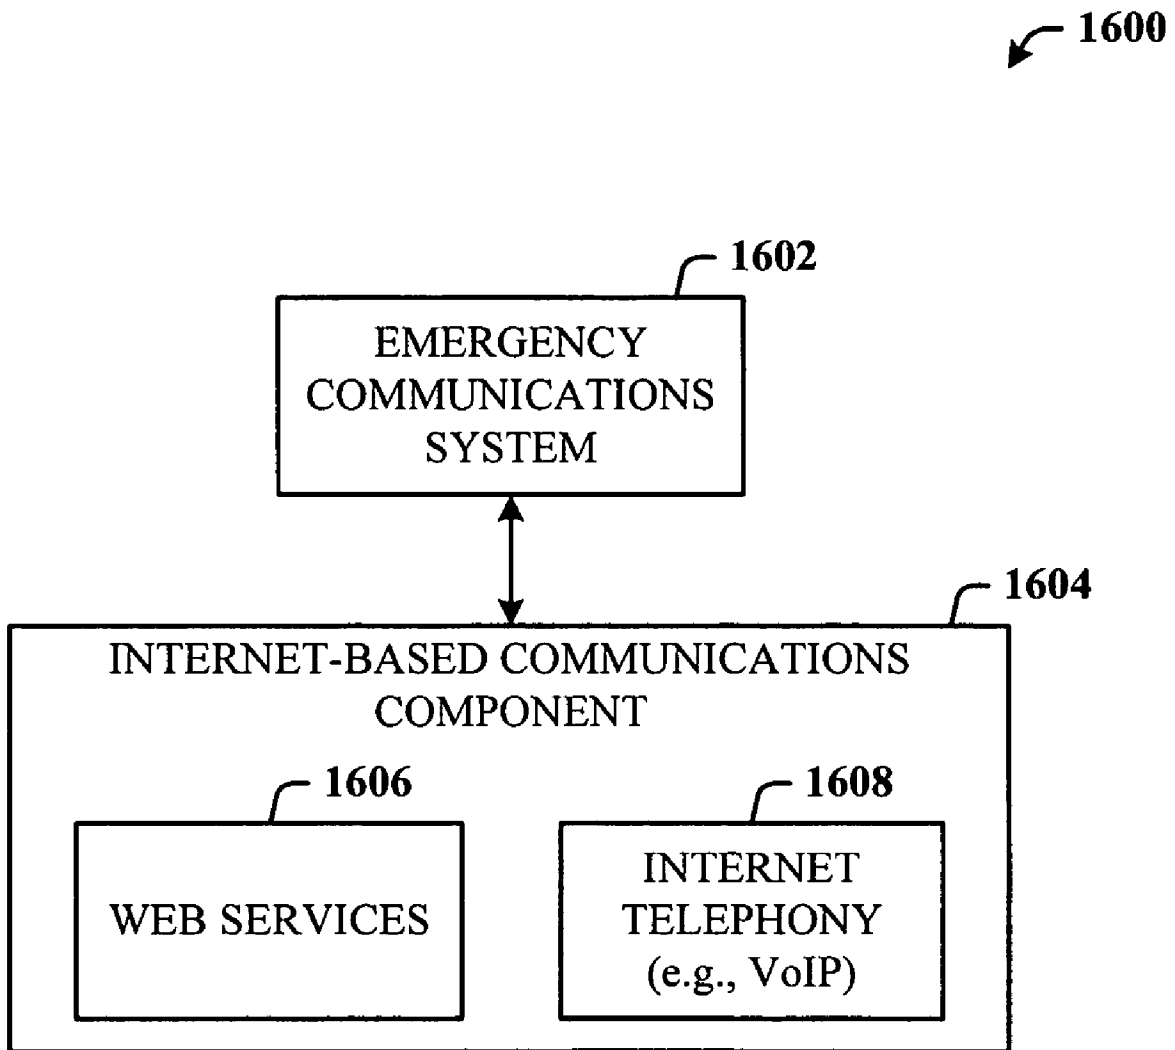 1600
1602
EMERGENCY
COMMUNICATIONS
SYSTEM
1604
INTERNET-BASED COMMUNICATIONS
COMPONENT
1606
WEB SERVICES
1608
INTERNET
TELEPHONY
(e.g., VoIP)